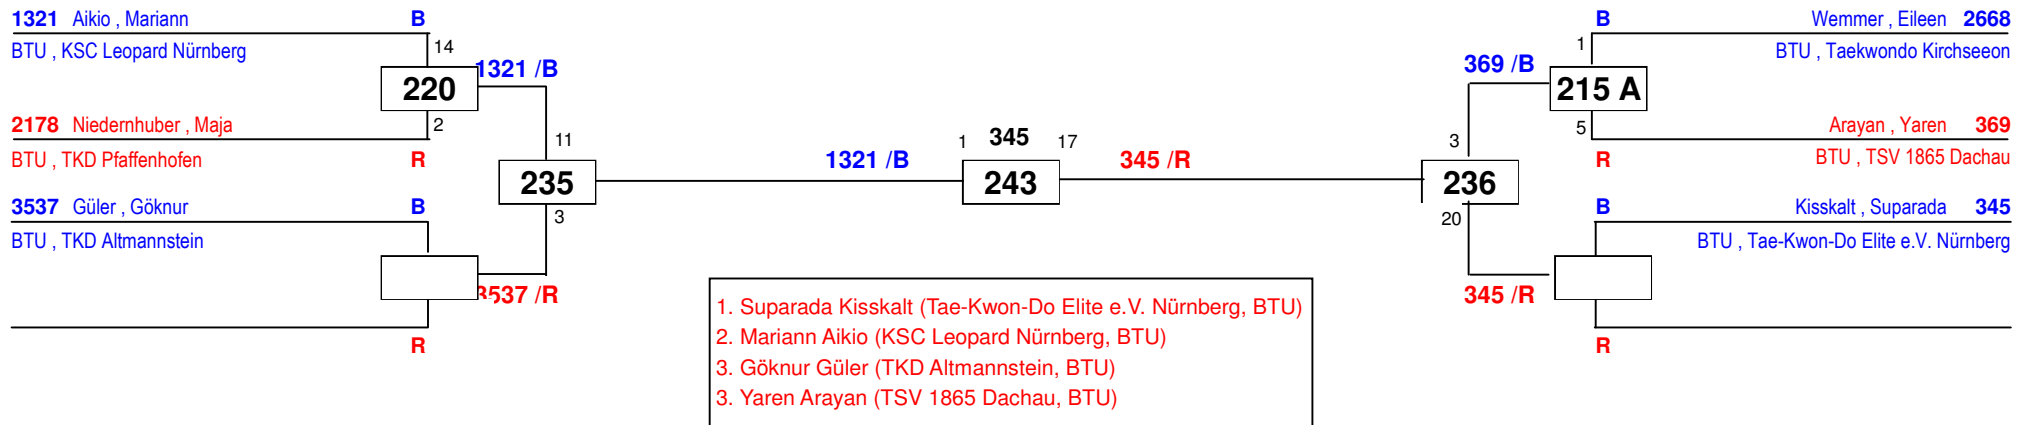 1321 Aikio , Mariann B
BTU , KSC Leopard Nürnberg
14
220
1321 /B
2178 Niedernhuber , Maja
2
BTU , TKD Pfaffenhofen R
11
235
3
3537 Güler , Göknur B
BTU , TKD Altmannstein
3537 /R
R
1321 /B
1 345 17
243
345 /R
B Wemmer , Eileen 2668
1 BTU , Taekwondo Kirchseeon
369 /B
215 A
5 Arayan , Yaren 369
R BTU , TSV 1865 Dachau
3
236
20
B Kisskalt , Suparada 345
BTU , Tae-Kwon-Do Elite e.V. Nürnberg
345 /R
R
1. Suparada Kisskalt (Tae-Kwon-Do Elite e.V. Nürnberg, BTU)
2. Mariann Aikio (KSC Leopard Nürnberg, BTU)
3. Göknur Güler (TKD Altmannstein, BTU)
3. Yaren Arayan (TSV 1865 Dachau, BTU)